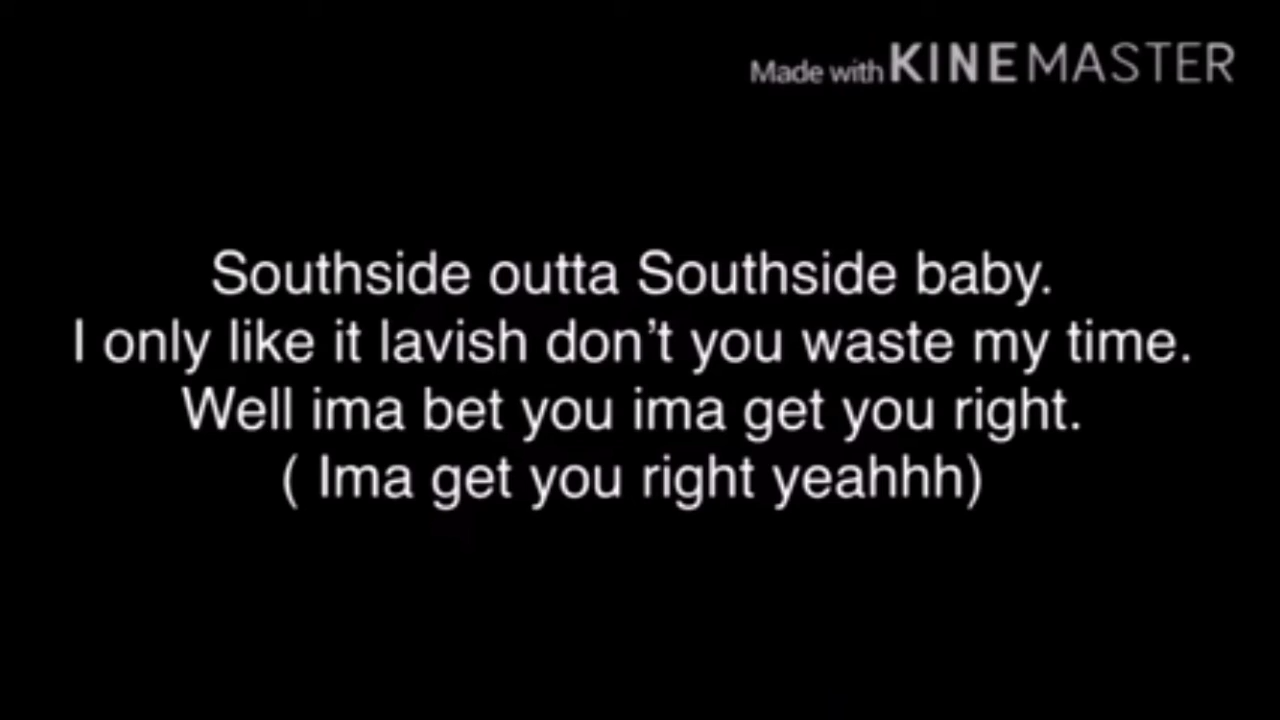 Made with KINEMASTER
Southside outta Southside baby.
I only like it lavish don’t you waste my time.
Well ima bet you ima get you right.
( Ima get you right yeahhh)